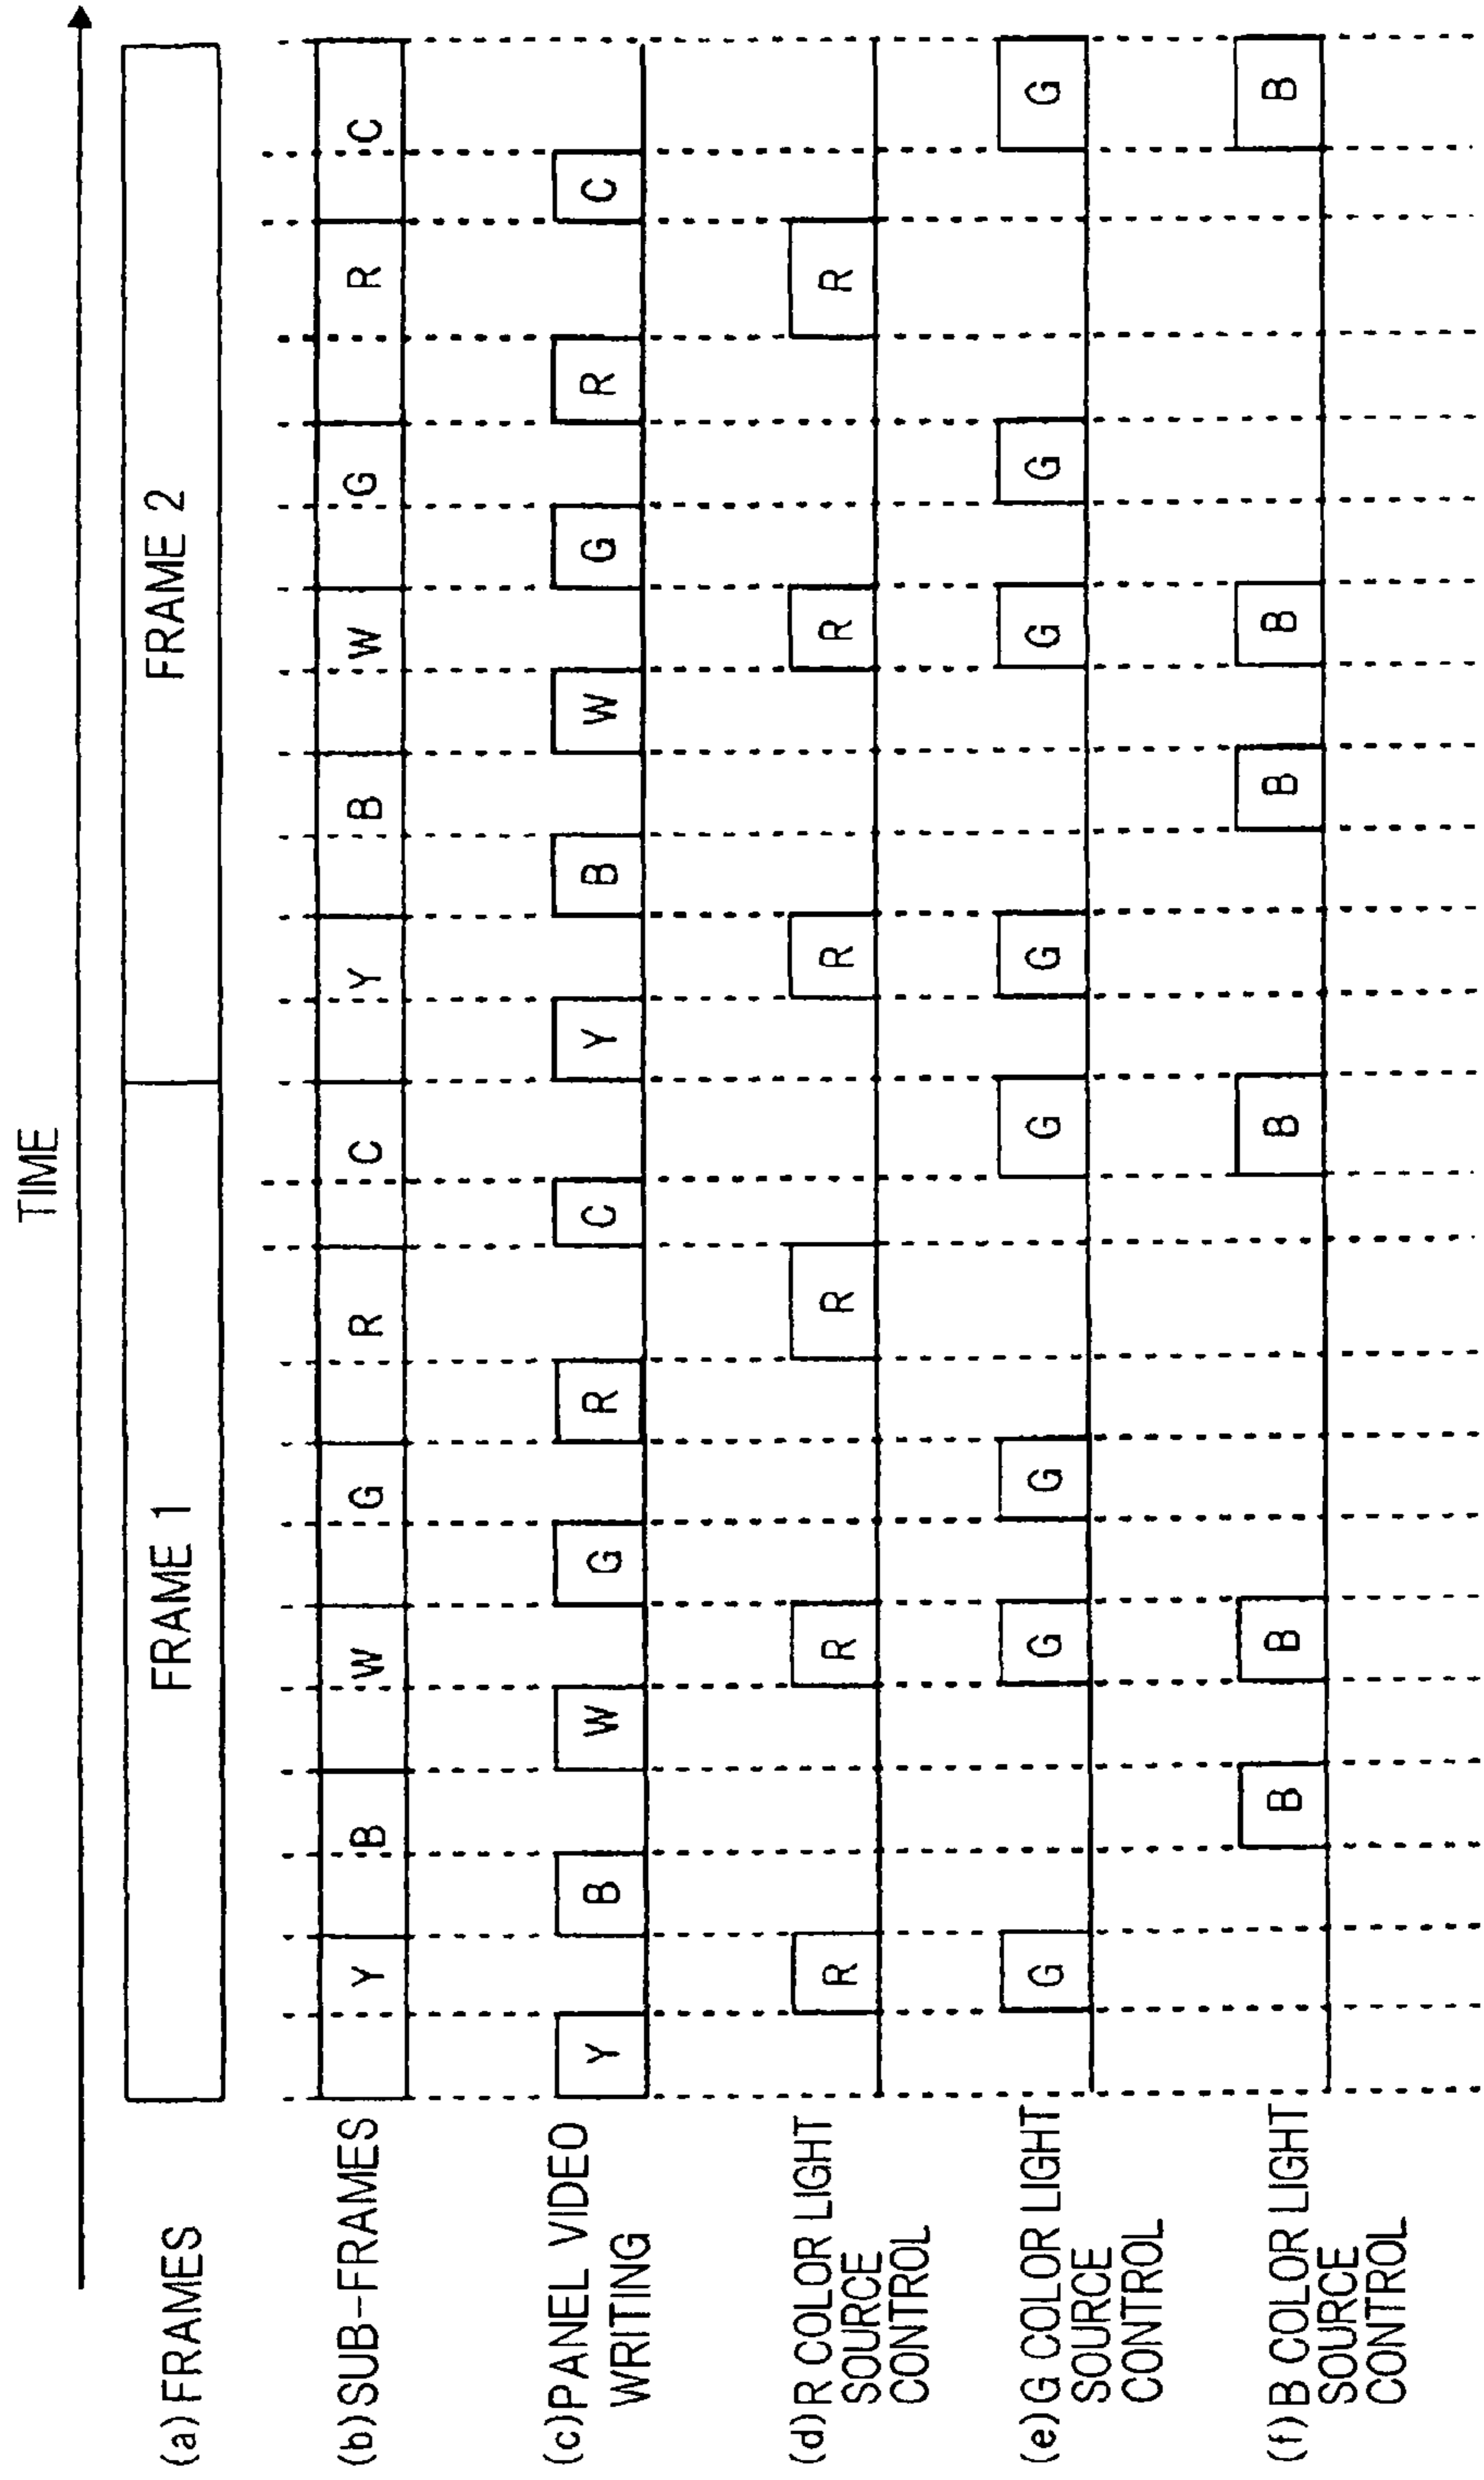 TIME
(a) FRAMES
FRAME 1
FRAME 2
(b) SUB-FRAMES
Y B W G R C Y B W G R C
(c) PANEL VIDEO
WRITING
Y B W G R C Y B W G R C
(d) R COLOR LIGHT
SOURCE
CONTROL
R R R R R R
(e) G COLOR LIGHT
SOURCE
CONTROL
G G G G G G G G
(f) B COLOR LIGHT
SOURCE
CONTROL
B B B B B B